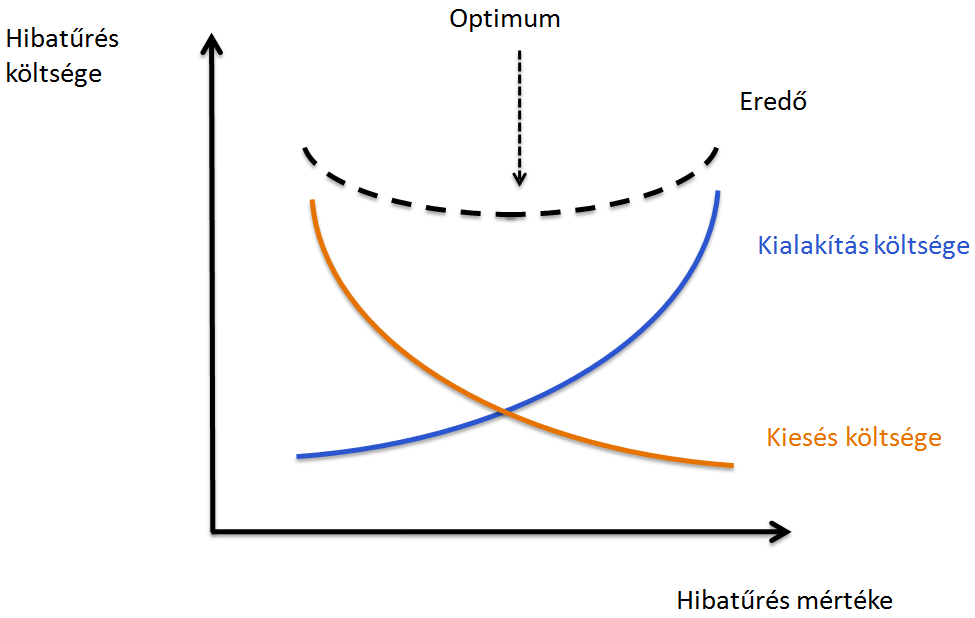 Optimum
Hibatűrés
költsége
Eredő
Kialakítás költsége
Kiesés költsége
Hibatűrés mértéke